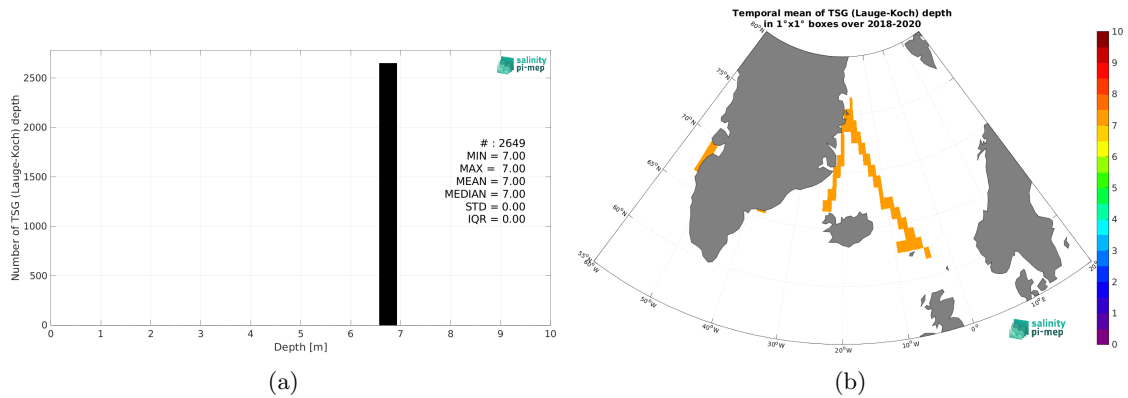 2500
2000
1500
1000
500
0
Number of TSG (Lauge-Koch) depth
0 1 2 3 4 5 6 7 8 9 10
Depth [m]
salinity
pi-mep
# : 2649
MIN = 7.00
MAX = 7.00
MEAN = 7.00
MEDIAN = 7.00
STD = 0.00
IQR = 0.00
(a)
Temporal mean of TSG (Lauge-Koch) depth
in 1°x1° boxes over 2018-2020
80°N
75°N
70°N
65°N
60°N
55°N
60°W
50°W
40°W
30°W
20°W
10°W
0°
10°E
salinity
pi-mep
10
9
8
7
6
5
4
3
2
1
0
(b)